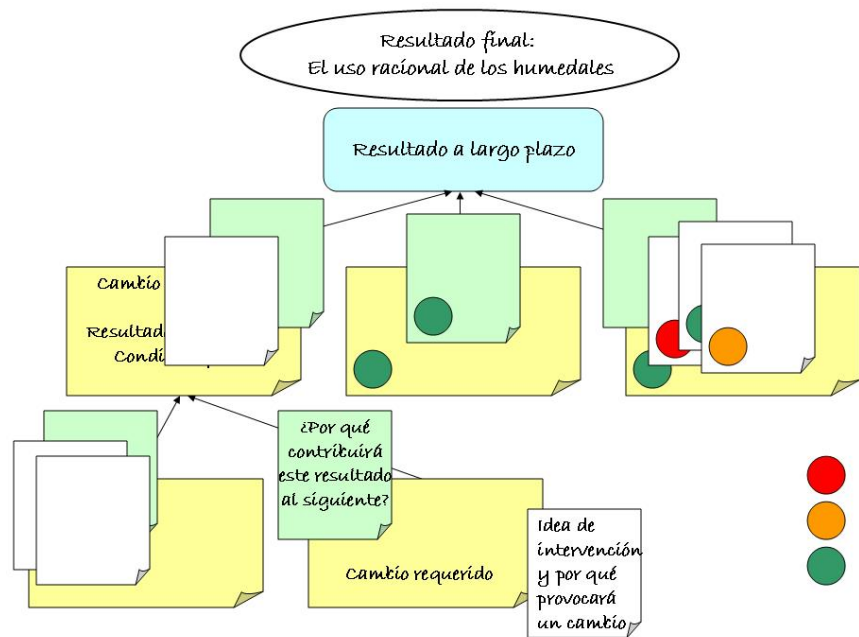 Resultado final:
El uso racional de los humedales
Resultado a largo plazo
Cambio
Resultad
Condi
¿Por qué
contribuirá
este resultado
al siguiente?
Cambio requerido
Idea de
intervención
y por qué
provocará
un cambio